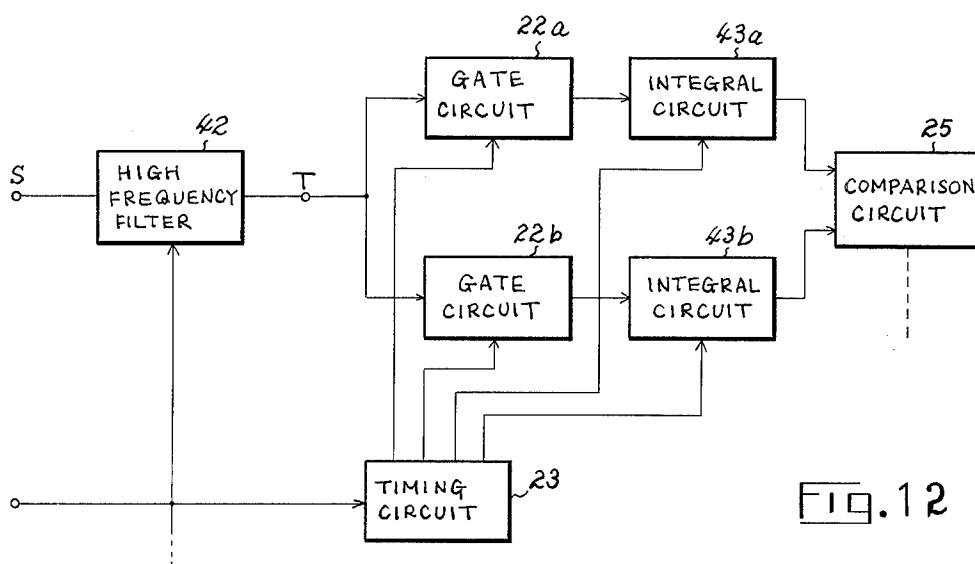 22a
GATE
CIRCUIT
43a
INTEGRAL
CIRCUIT
42
S
HIGH
FREQUENCY
FILTER
T
25
COMPARISON
CIRCUIT
22b
GATE
CIRCUIT
43b
INTEGRAL
CIRCUIT
TIMING
CIRCUIT
23
FIG.12